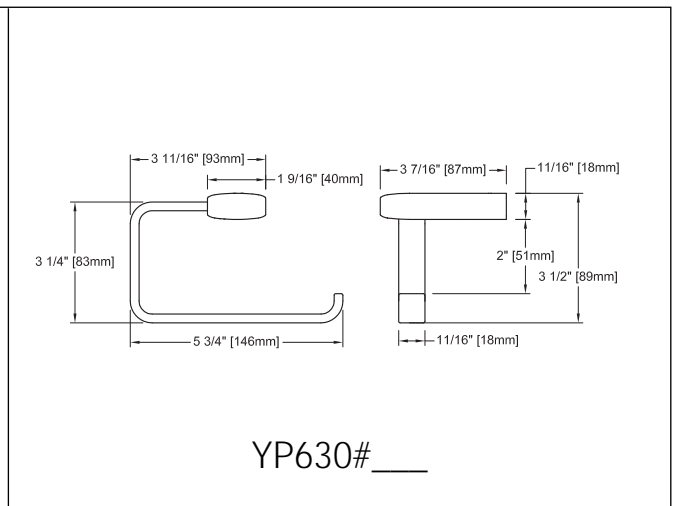 3 11/16" [93mm]
1 9/16" [40mm]
3 1/4" [83mm]
5 3/4" [146mm]
3 7/16" [87mm]
11/16" [18mm]
2" [51mm]
3 1/2" [89mm]
11/16" [18mm]
YP630#___